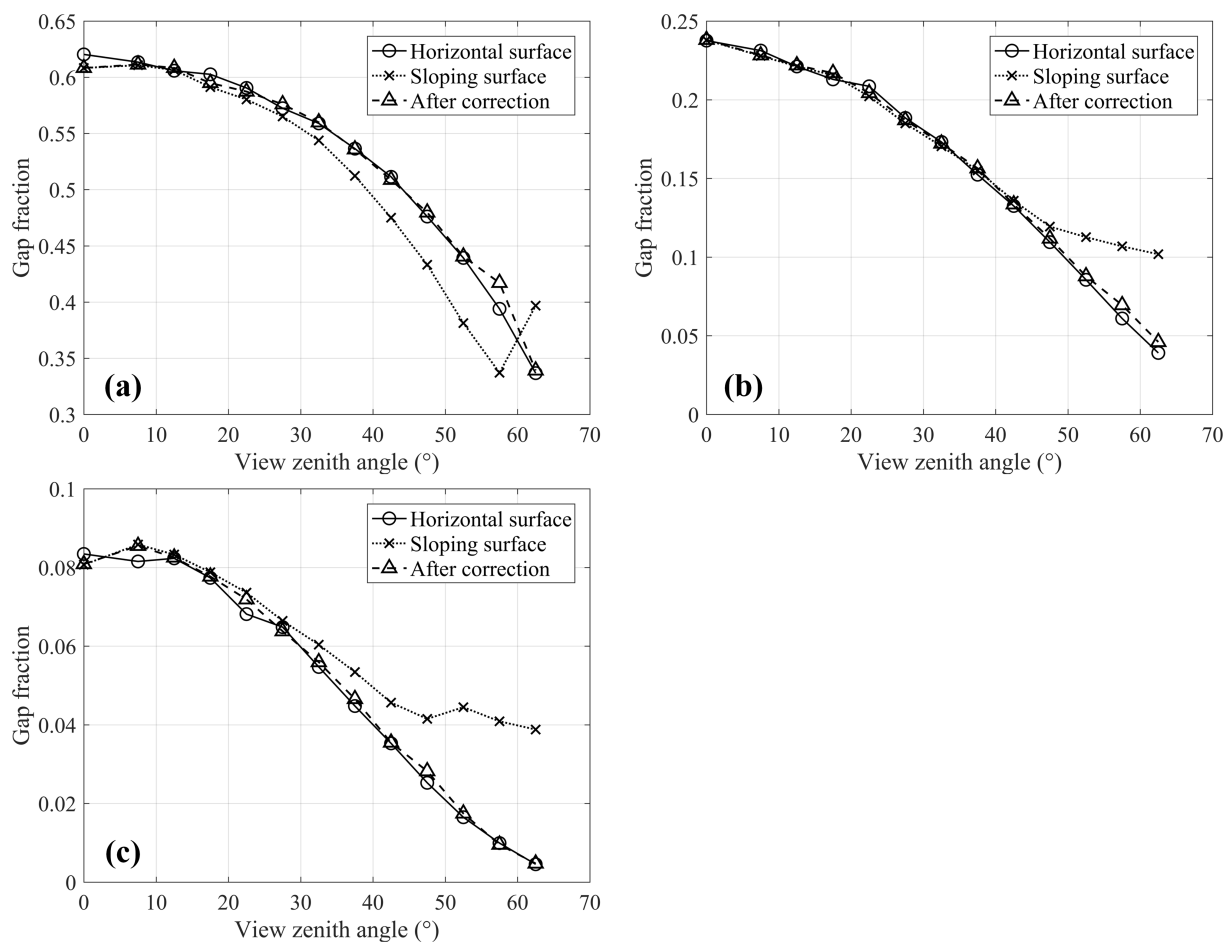 0.65
0.6
0.55
0.5
0.45
0.4
0.35
0.3
Gap fraction
Horizontal surface
Sloping surface
After correction
(a)
0 10 20 30 40 50 60 70
View zenith angle (°)
0.25
0.2
0.15
0.1
0.05
0
Gap fraction
Horizontal surface
Sloping surface
After correction
(b)
0 10 20 30 40 50 60 70
View zenith angle (°)
0.1
0.08
0.06
0.04
0.02
0
Gap fraction
Horizontal surface
Sloping surface
After correction
(c)
0 10 20 30 40 50 60 70
View zenith angle (°)